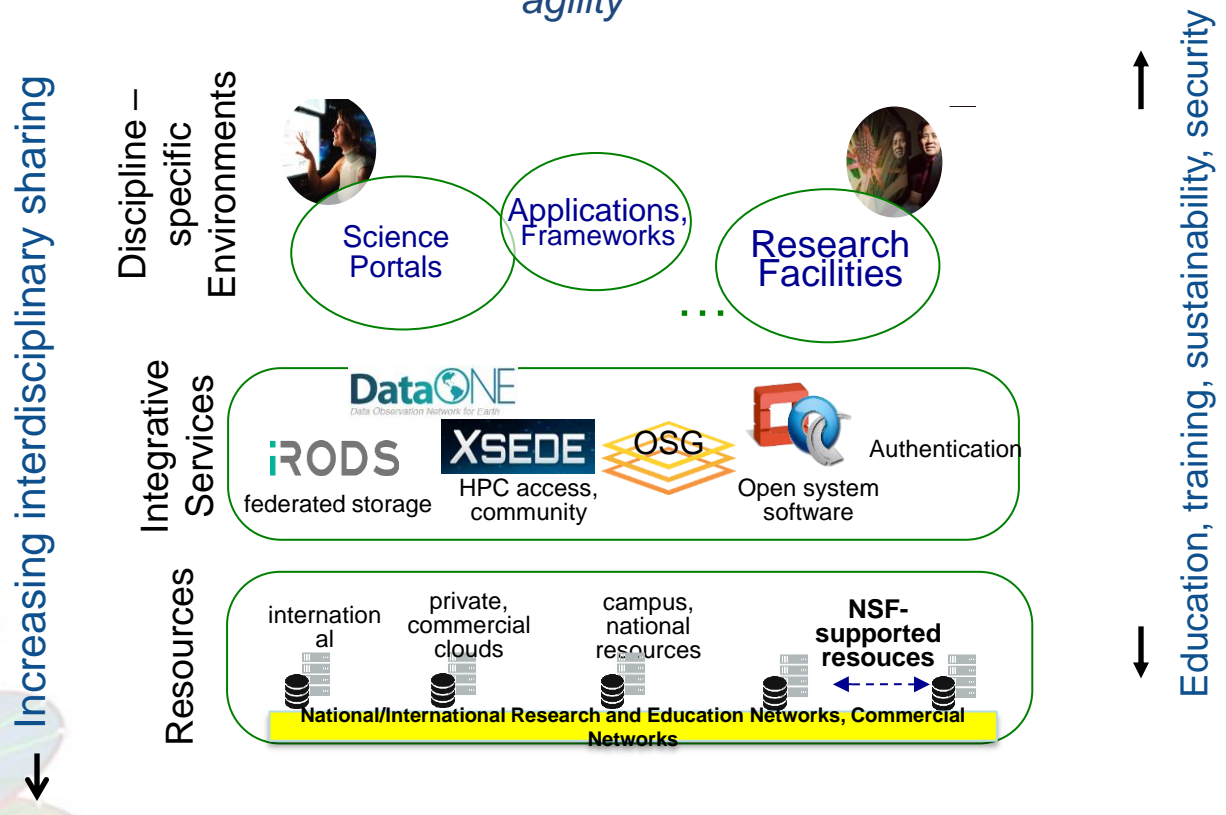 agility
Increasing interdisciplinary sharing
Discipline –
specific
Environments
Science
Portals
Applications,
Frameworks
Research
Facilities
...
Education, training, sustainability, security
Integrative
Services
DataONE
Data Observation Network for Earth
iRODS
federated storage
XSEDE
HPC access,
community
OSG
Open system
software
Authentication
Resources
internation
al
private,
commercial
clouds
campus,
national
resources
NSF-
supported
resouces
National/International Research and Education Networks, Commercial
Networks